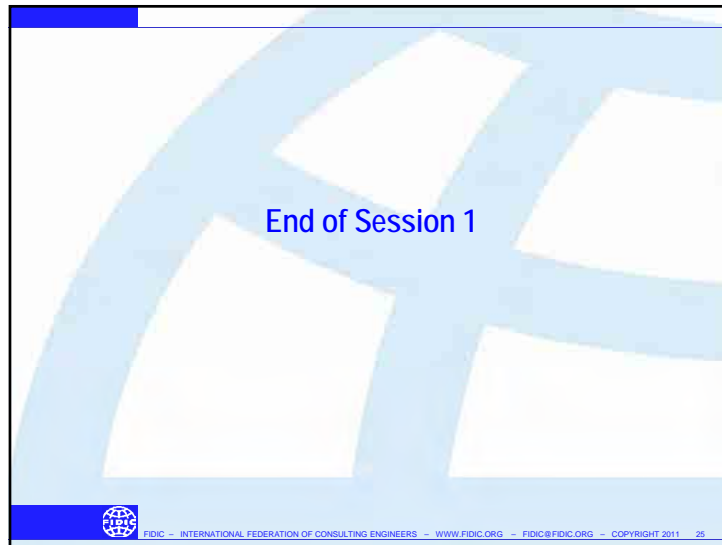 End of Session 1
FIDIC
FIDIC – INTERNATIONAL FEDERATION OF CONSULTING ENGINEERS – WWW.FIDIC.ORG – FIDIC@FIDIC.ORG – COPYRIGHT 2011 25